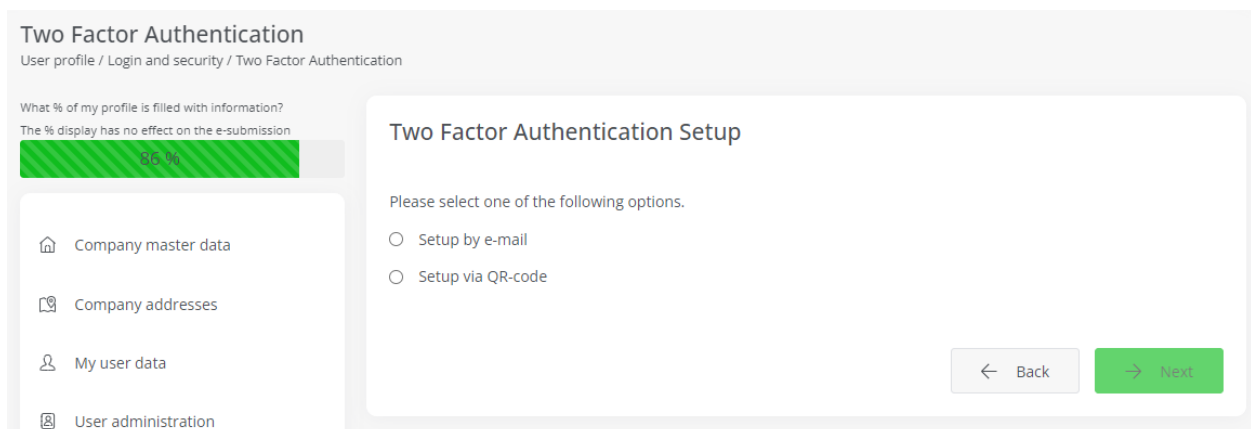 Two Factor Authentication
User profile / Login and security / Two Factor Authentication
What % of my profile is filled with information?
The % display has no effect on the e-submission
86 %
Company master data
Company addresses
My user data
User administration
Two Factor Authentication Setup
Please select one of the following options.
Setup by e-mail
Setup via QR-code
Back
Next